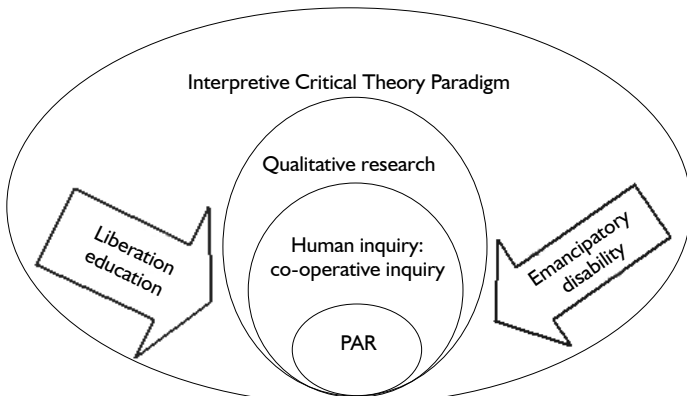 Interpretive Critical Theory Paradigm
Qualitative research
Liberation
education
Human inquiry:
co-operative inquiry
Emancipatory
disability
PAR